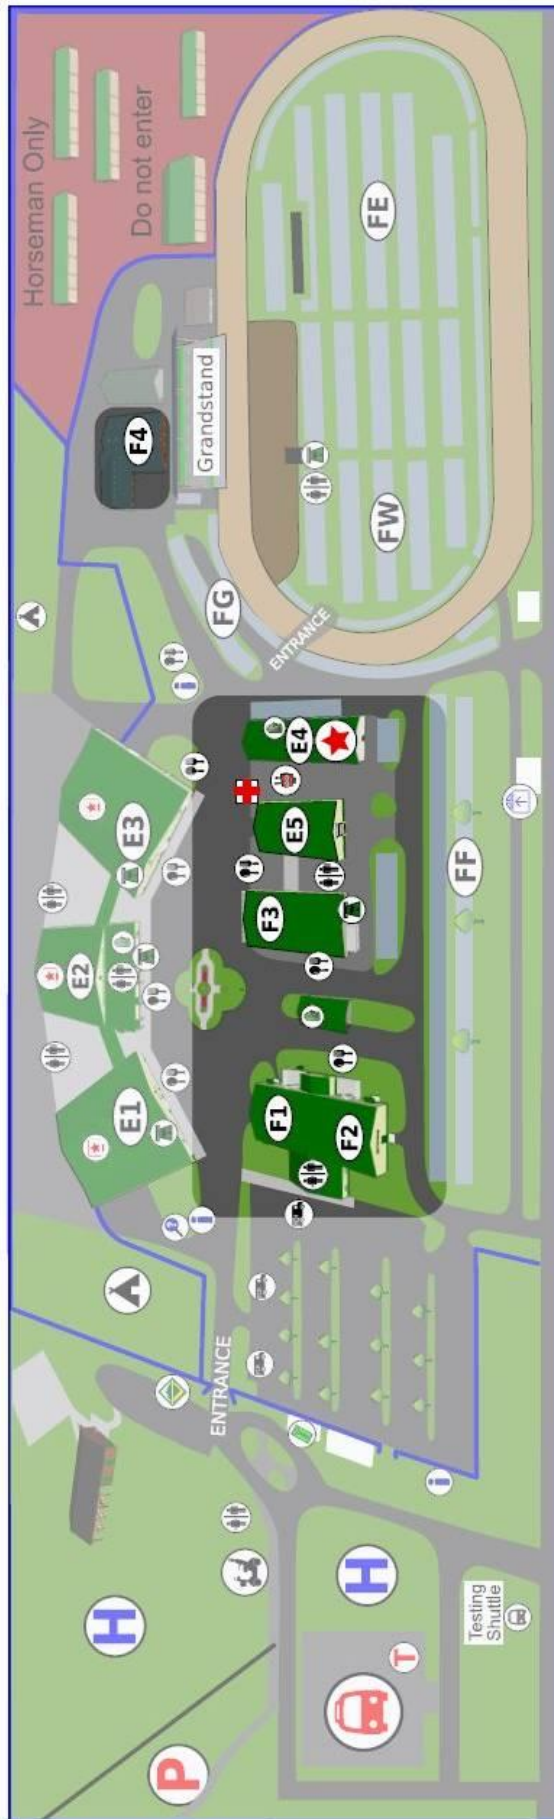 Horseman Only
Do not enter
FE
F4
Grandstand
FW
FG
ENTRANCE
E4
E3
E5
FF
F3
E2
E1
F1
F2
ENTRANCE
H
H
Testing
Shuttle
T
P